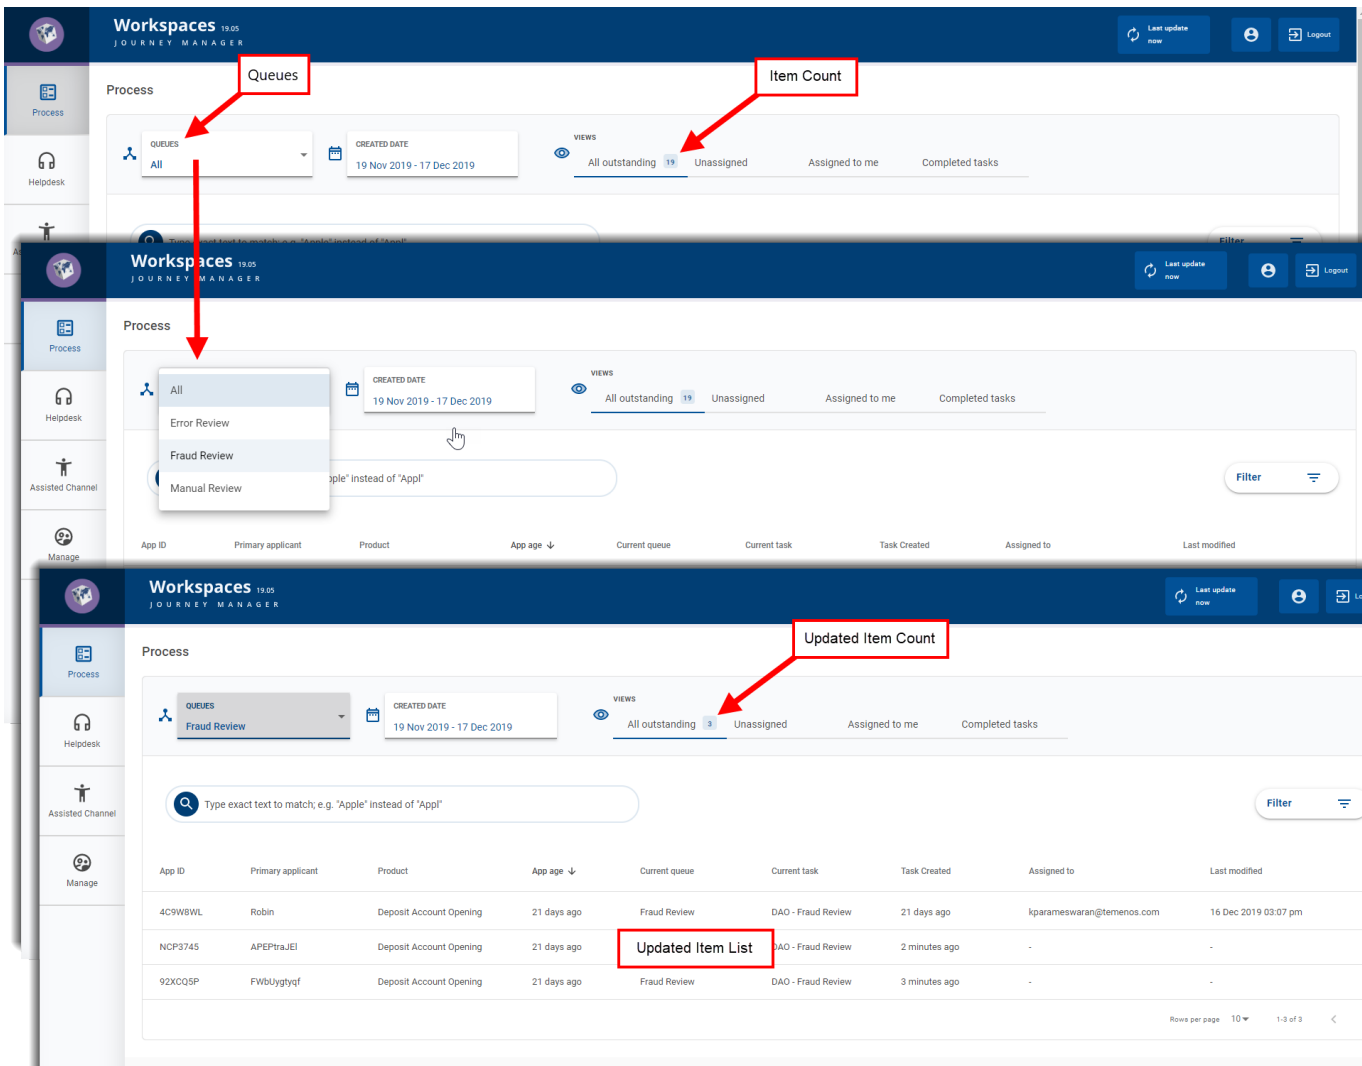 Workspaces 19.05
JOURNEY MANAGER
Last update
now
Logout
Queues
Item Count
Process
Process
Helpdesk
QUEUES
All
CREATED DATE
19 Nov 2019 - 17 Dec 2019
VIEWS
All outstanding 19 Unassigned Assigned to me Completed tasks
Type exact text to match; e.g. "Apple" instead of "Appl"
Filter
Workspaces 19.05
JOURNEY MANAGER
Last update
now
Logout
Process
Process
Helpdesk
Assisted Channel
Manage
All
Error Review
Fraud Review
Manual Review
CREATED DATE
19 Nov 2019 - 17 Dec 2019
VIEWS
All outstanding 19 Unassigned Assigned to me Completed tasks
instead of "Appl"
Filter
App ID Primary applicant Product App age Current queue Current task Task Created Assigned to Last modified
Workspaces 19.05
JOURNEY MANAGER
Last update
now
Updated Item Count
Process
Process
Helpdesk
Assisted Channel
Manage
QUEUES
Fraud Review
CREATED DATE
19 Nov 2019 - 17 Dec 2019
VIEWS
All outstanding 3 Unassigned Assigned to me Completed tasks
Type exact text to match; e.g. "Apple" instead of "Appl"
Filter
App ID Primary applicant Product App age Current queue Current task Task Created Assigned to Last modified
4C9W8WL Robin Deposit Account Opening 21 days ago Fraud Review DAO - Fraud Review 21 days ago kparameswaran@temenos.com 16 Dec 2019 03:07 pm
NCP3745 APEPtraJEl Deposit Account Opening 21 days ago Updated Item List DAO - Fraud Review 2 minutes ago - -
92XCQ5P FWbUygtyqf Deposit Account Opening 21 days ago Fraud Review DAO - Fraud Review 3 minutes ago - -
Rows per page 10 1-3 of 3